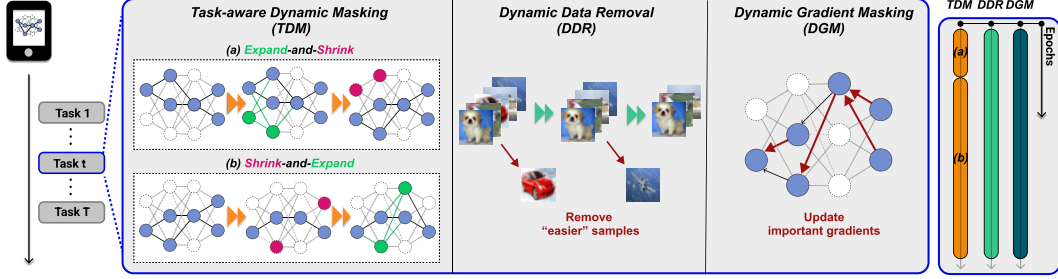 Task 1
Task t
Task T
Task-aware Dynamic Masking
(TDM)
(a) Expand-and-Shrink
(b) Shrink-and-Expand
Dynamic Data Removal
(DDR)
Remove
“easier” samples
Dynamic Gradient Masking
(DGM)
Update
important gradients
TDM DDR DGM
(a)
(b)
Epochs